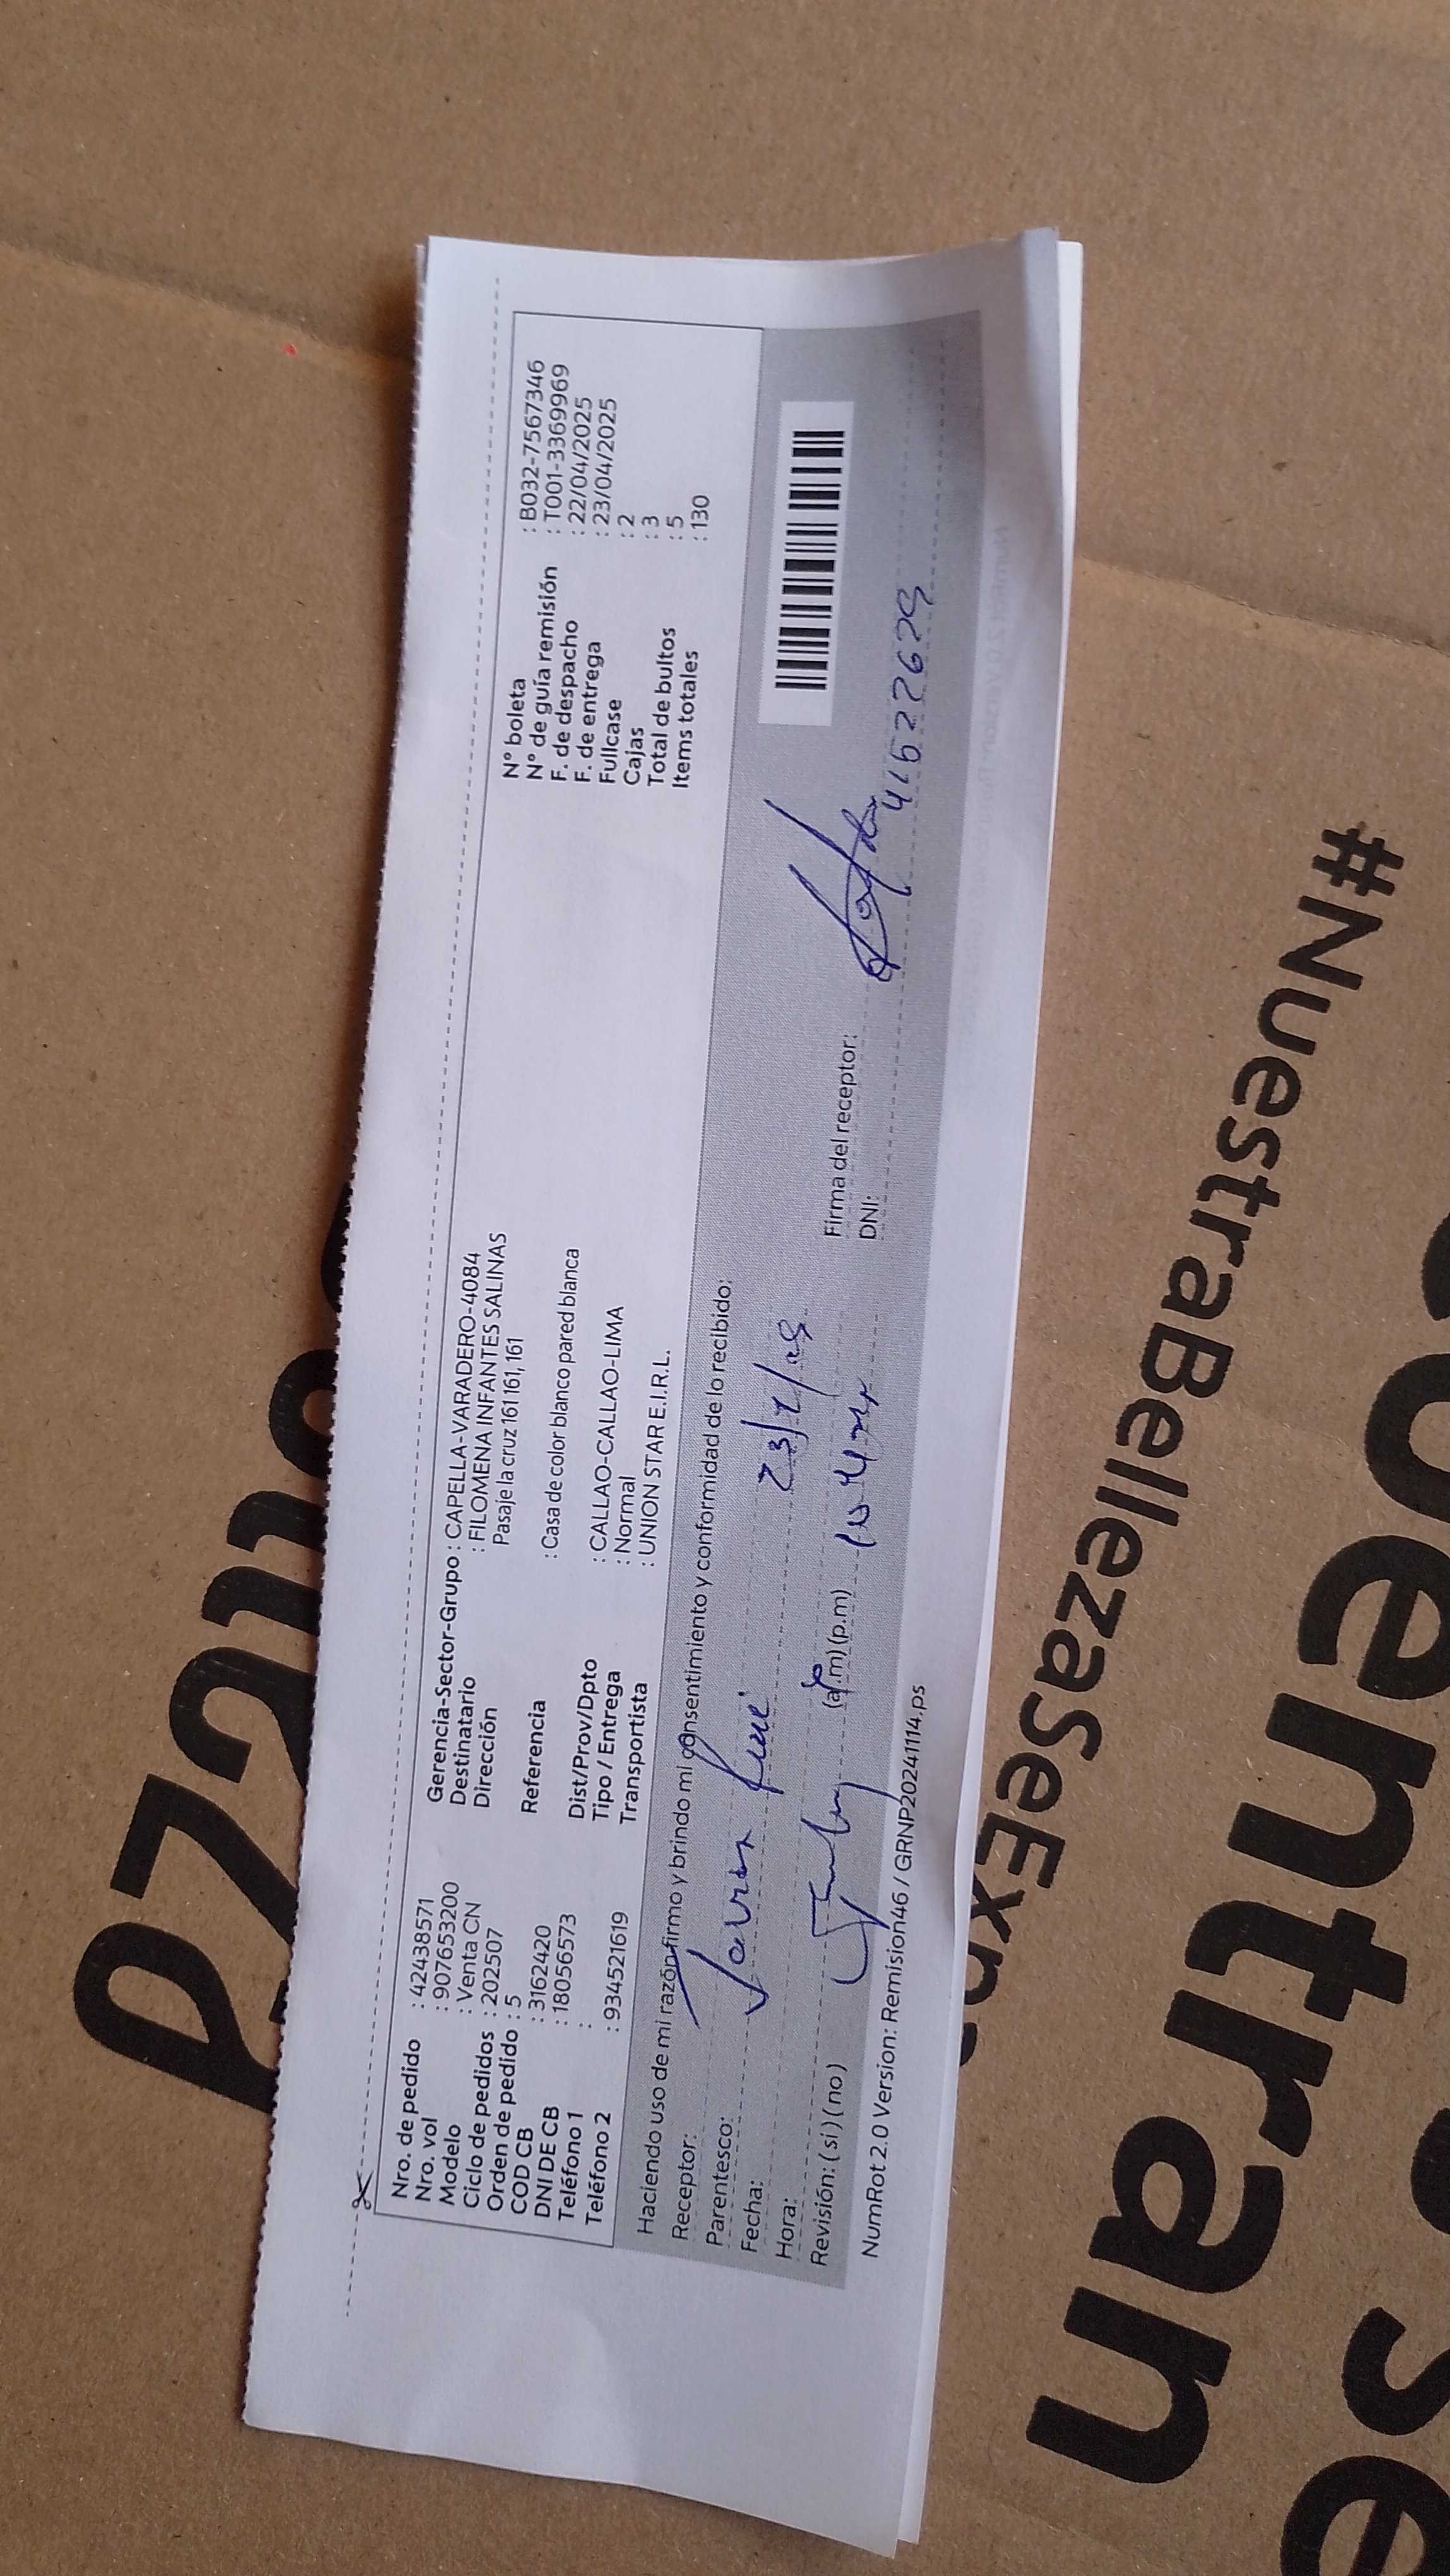 Nro. de pedido : 42438571
Nro. vol : 907653200
Modelo : Venta CN
Ciclo de pedidos : 202507
Orden de pedido : 5
COD CB : 3162420
DNI DE CB : 18056573
Teléfono 1 :
Teléfono 2 : 934521619
Gerencia-Sector-Grupo : CAPELLA-VARADERO-4084
Destinatario : FILOMENA INFANTES SALINAS
Dirección Pasaje la cruz 161 161, 161
Referencia : Casa de color blanco pared blanca
Dist/Prov/Dpto : CALLAO-CALLAO-LIMA
Tipo / Entrega : Normal
Transportista : UNION STAR E.I.R.L.
N° boleta : B032-7567346
N° de guía remisión : T001-3369969
F. de despacho : 22/04/2025
F. de entrega : 23/04/2025
Fullcase : 2
Cajas : 3
Total de bultos : 5
Items totales : 130
Haciendo uso de mi razón firmo y brindo mi consentimiento y conformidad de lo recibido:
Receptor:
Parentesco:
Fecha:
Hora: (a.m) (p.m)
Revisión: (si) (no)
Firma del receptor:
DNI:
NumRot 2.0 Version: Remision46 / GRNP20241114.ps
#NuestraBellezaSeExp